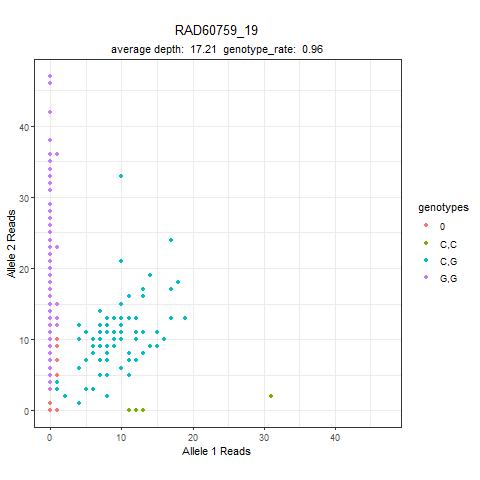 RAD60759_19
average depth:  17.21  genotype_rate:  0.96
Allele 2 Reads
40
30
20
10
0
0 10 20 30 40
Allele 1 Reads
genotypes
0
C,C
C,G
G,G